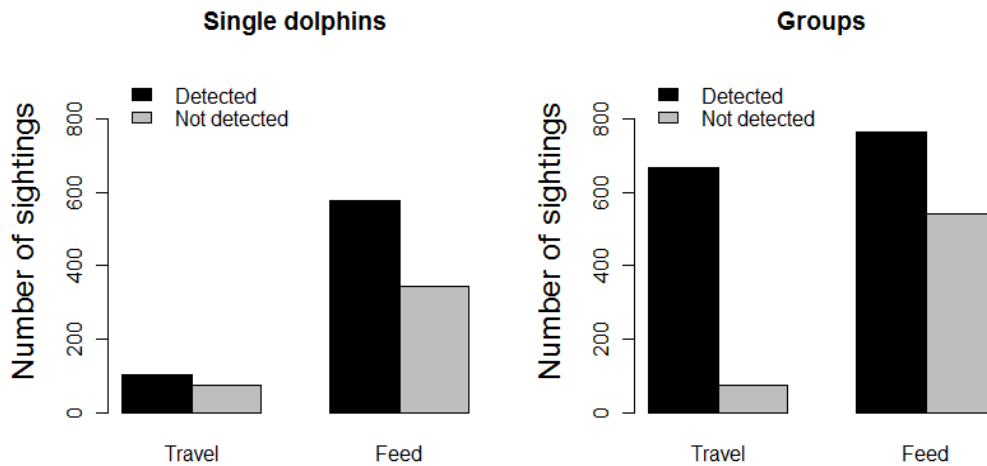 Single dolphins
Detected
Not detected
Number of sightings
800
600
400
200
0
Travel
Feed
Groups
Detected
Not detected
Number of sightings
800
600
400
200
0
Travel
Feed